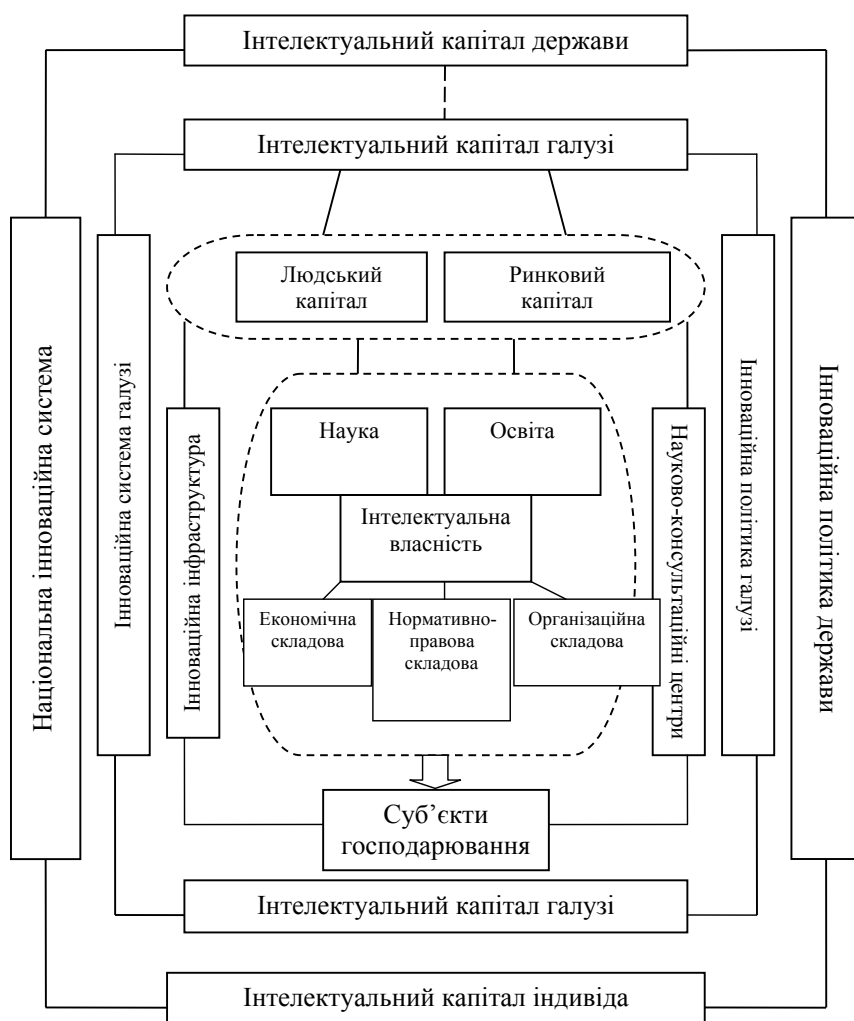 Інтелектуальний капітал держави
Інтелектуальний капітал галузі
Людський
капітал
Ринковий
капітал
Національна інноваційна система
Інноваційна система галузі
Інноваційна інфраструктура
Наука
Освіта
Інтелектуальна
власність
Економічна
складова
Нормативно-
правова
складова
Організаційна
складова
Науково-консультаційні центри
Інноваційна політика галузі
Інноваційна політика держави
Суб’єкти
господарювання
Інтелектуальний капітал галузі
Інтелектуальний капітал індивіда